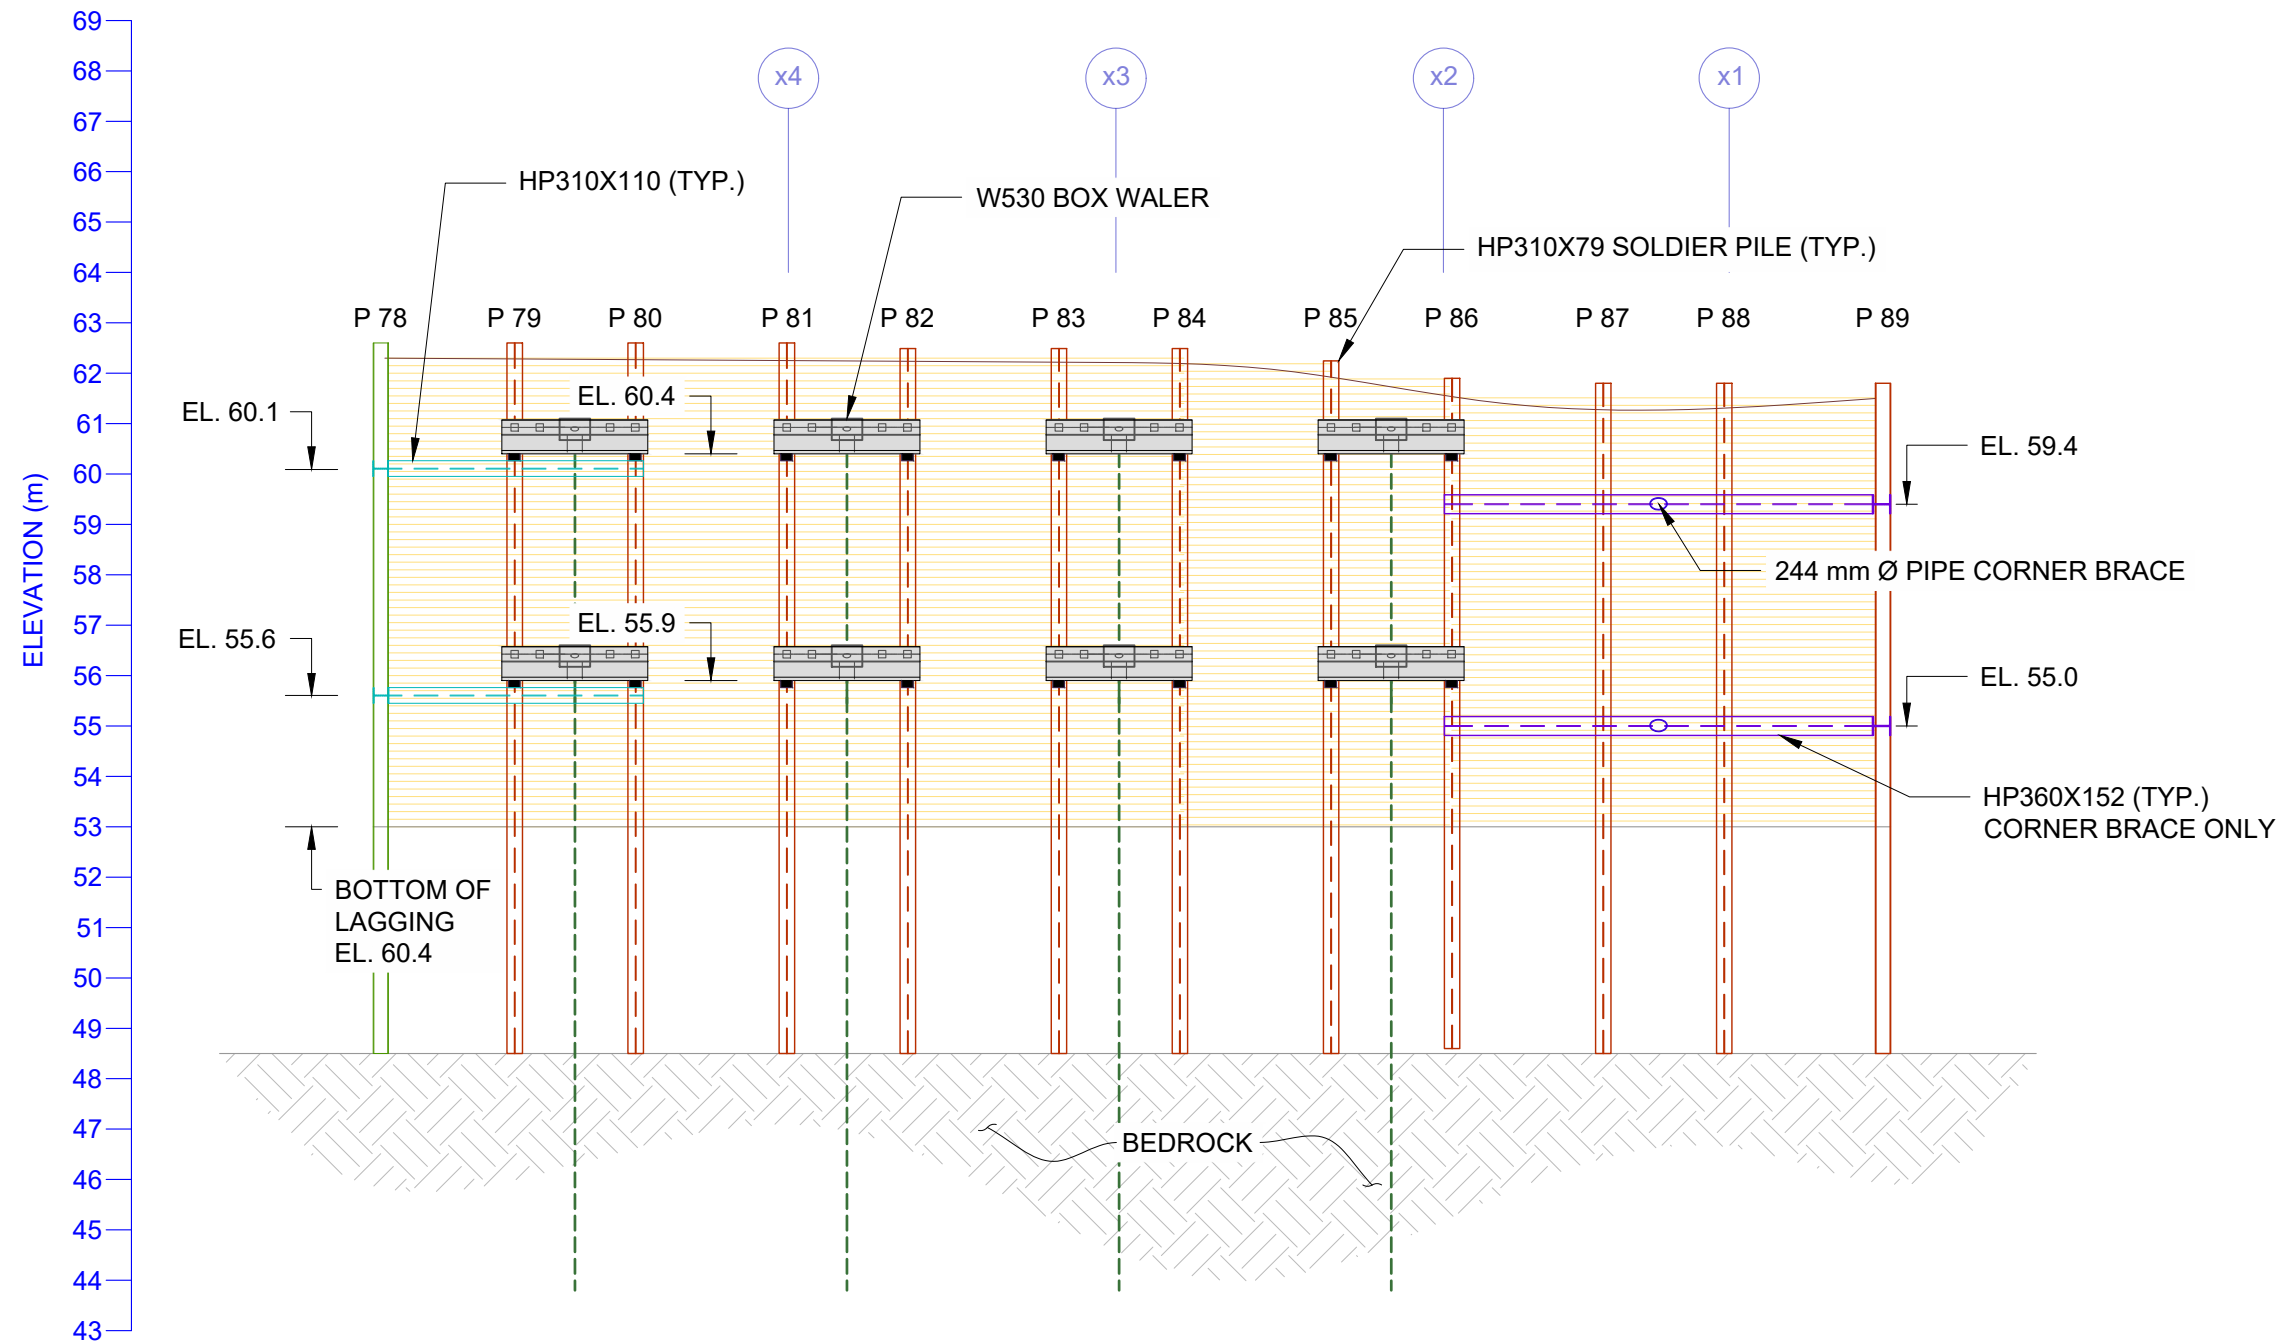 69
68
67
66
65
64
63
62
61
60
59
58
57
56
55
54
53
52
51
50
49
48
47
46
45
44
43
ELEVATION (m)
x4
x3
x2
x1
HP310X110 (TYP.)
W530 BOX WALER
HP310X79 SOLDIER PILE (TYP.)
P 78
P 79
P 80
P 81
P 82
P 83
P 84
P 85
P 86
P 87
P 88
P 89
EL. 60.4
EL. 60.1
EL. 59.4
244 mm Ø PIPE CORNER BRACE
EL. 55.9
EL. 55.6
EL. 55.0
HP360X152 (TYP.)
CORNER BRACE ONLY
BOTTOM OF
LAGGING
EL. 60.4
BEDROCK